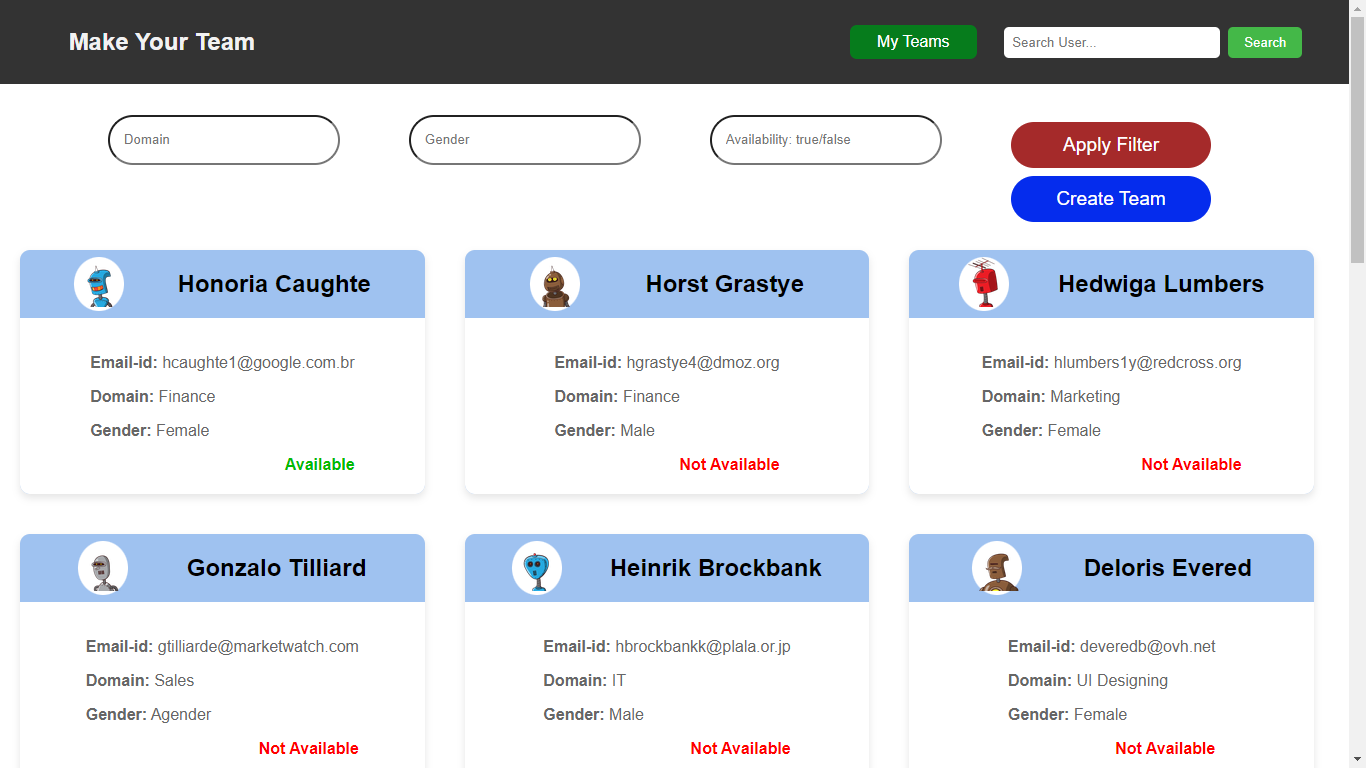 Make Your Team
My Teams
Search User...
Search
Domain
Gender
Availability: true/false
Apply Filter
Create Team
Honoria Caughte
Email-id: hcaughte1@google.com.br
Domain: Finance
Gender: Female
Available
Horst Grastye
Email-id: hgrastye4@dmoz.org
Domain: Finance
Gender: Male
Not Available
Hedwiga Lumbers
Email-id: hlumbers1y@redcross.org
Domain: Marketing
Gender: Female
Not Available
Gonzalo Tilliard
Email-id: gtilliarde@marketwatch.com
Domain: Sales
Gender: Agender
Not Available
Heinrik Brockbank
Email-id: hbrockbankk@plala.or.jp
Domain: IT
Gender: Male
Not Available
Deloris Evered
Email-id: deveredb@ovh.net
Domain: UI Designing
Gender: Female
Not Available